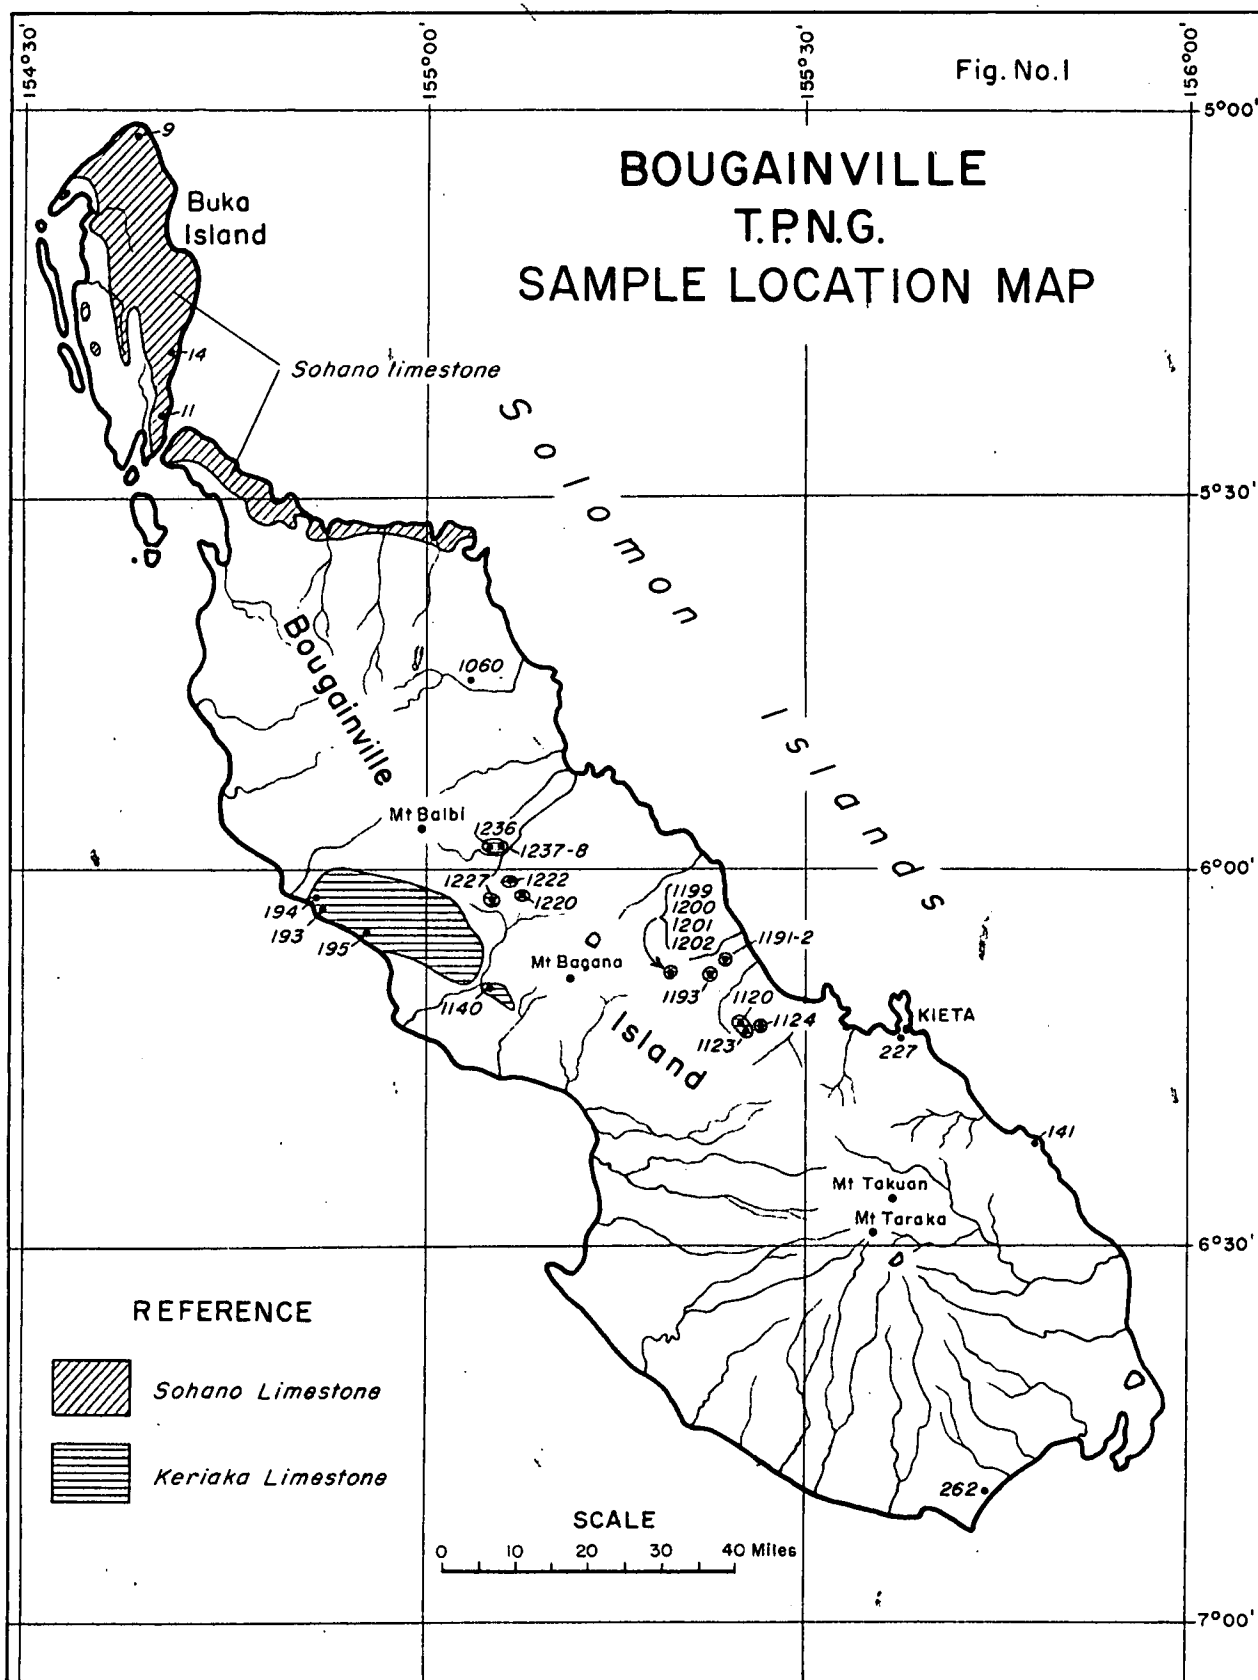 154°30'
155°00'
155°30'
156°00'
Fig. No.1
5°00'
BOUGAINVILLE
T.P.N.G.
SAMPLE LOCATION MAP
9
Buka
Island
14
Sohano limestone
11
Solomon Islands
5°30'
Bougainville
1060
Mt Balbi
1236
1237-8
6°00'
1227
1222
1220
1199
1200
1201
1202
194
193
195
1191-2
Mt Bagana
1193
1140
1120
1124
1123
KIETA
227
Island
141
Mt Takuan
Mt Taraka
6°30'
REFERENCE
Sohano Limestone
Keriaka Limestone
262
SCALE
0 10 20 30 40 Miles
7°00'